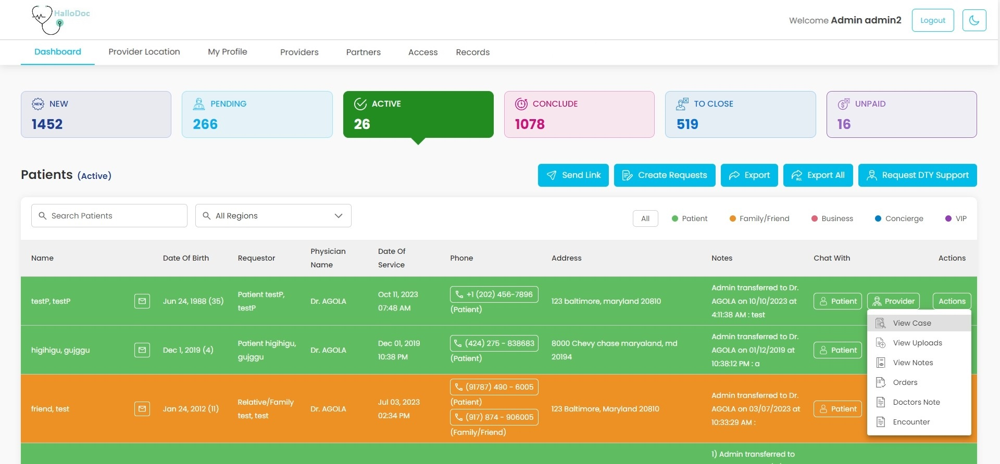 HalloDoc
Welcome Admin admin2
Logout
Dashboard
Provider Location
My Profile
Providers
Partners
Access
Records
NEW
NEW
1452
PENDING
266
ACTIVE
26
CONCLUDE
1078
TO CLOSE
519
UNPAID
16
Patients (Active)
Send Link
Create Requests
Export
ALL
Export All
Request DTY Support
Search Patients
All Regions
All
Patient
Family/Friend
Business
Concierge
VIP
Name
Date Of Birth
Requestor
Physician
Name
Date Of
Service
Phone
Address
Notes
Chat With
Actions
testP, testP
Jun 24, 1988 (35)
Patient testP,
testP
Dr. AGOLA
Oct 11, 2023
07:48 AM
+1 (202) 456-7896
(Patient)
123 baltimore, maryland 20810
Admin transferred to Dr.
AGOLA on 10/10/2023 at
4:11:38 AM : test
Patient
Provider
Actions
higihigu, gujggu
Dec 1, 2019 (4)
Patient higihigu,
gujggu
Dr. AGOLA
Dec 01, 2019
10:38 PM
(424) 275 - 838683
(Patient)
8000 Chevy chase maryaland, md
20194
Admin transferred to Dr.
AGOLA on 01/12/2019 at
10:38:12 PM : a
Patient
friend, test
Jan 24, 2012 (11)
Relative/Family
test, test
Dr. AGOLA
Jul 03, 2023
02:34 PM
(91787) 490 - 6005
(Patient)
(917) 874 - 906005
(Family/Friend)
123 Baltimore, Maryland 20810
Admin transferred to Dr.
AGOLA on 03/07/2023 at
10:33:29 AM :
Patient
View Case
View Uploads
View Notes
Orders
Doctors Note
Encounter
1) Admin transferred to